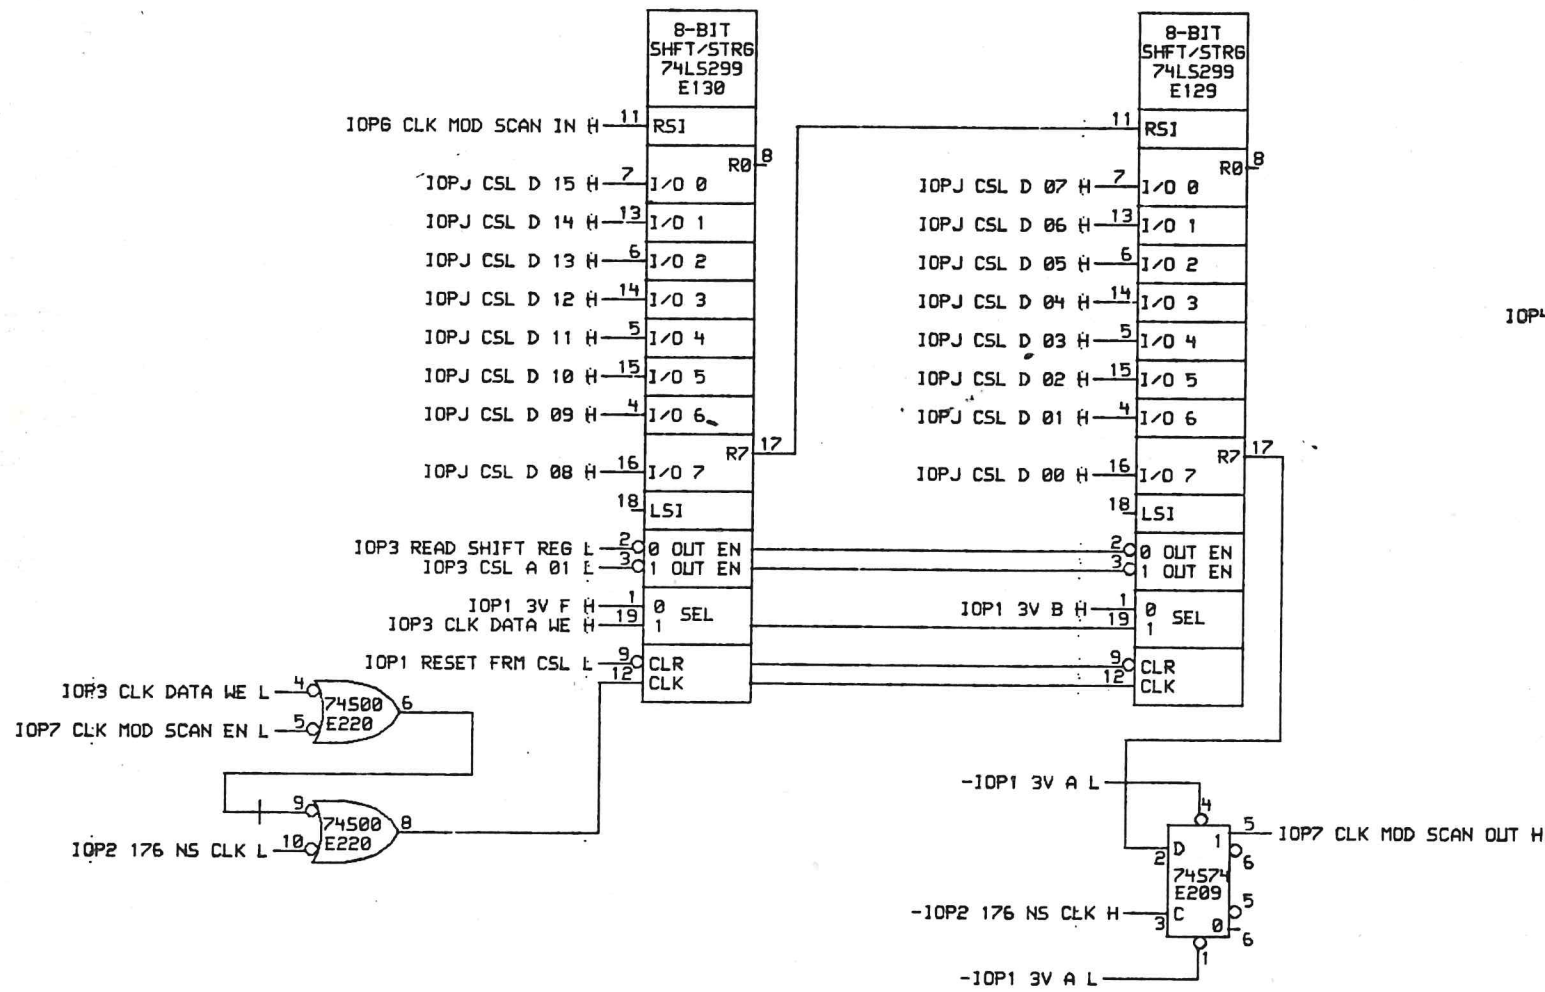 8-BIT
SHFT/STRG
74LS299
E130
11
IOP6 CLK MOD SCAN IN H
RSI
R0
8
IOPJ CSL D 15 H
7
I/O 0
IOPJ CSL D 14 H
13
I/O 1
IOPJ CSL D 13 H
6
I/O 2
IOPJ CSL D 12 H
14
I/O 3
IOPJ CSL D 11 H
5
I/O 4
IOPJ CSL D 10 H
15
I/O 5
IOPJ CSL D 09 H
4
I/O 6
R7
17
IOPJ CSL D 08 H
16
I/O 7
18
LSI
IOP3 READ SHIFT REG L
2
0 OUT EN
IOP3 CSL A 01 L
3
1 OUT EN
IOP1 3V F H
1
0
SEL
IOP3 CLK DATA WE H
19
1
IOP1 RESET FRM CSL L
9
CLR
12
CLK
8-BIT
SHFT/STRG
74LS299
E129
11
RSI
R0
8
IOPJ CSL D 07 H
7
I/O 0
IOPJ CSL D 06 H
13
I/O 1
IOPJ CSL D 05 H
6
I/O 2
IOPJ CSL D 04 H
14
I/O 3
IOPJ CSL D 03 H
5
I/O 4
IOPJ CSL D 02 H
15
I/O 5
IOPJ CSL D 01 H
4
I/O 6
R7
17
IOPJ CSL D 00 H
16
I/O 7
18
LSI
2
0 OUT EN
3
1 OUT EN
IOP1 3V B H
1
0
SEL
19
1
9
CLR
12
CLK
IOP4
IOP3 CLK DATA WE L
4
IOP7 CLK MOD SCAN EN L
5
74S00
E220
6
9
IOP2 176 NS CLK L
10
74S00
E220
8
-IOP1 3V A L
4
D
2
1
5
IOP7 CLK MOD SCAN OUT H
6
74S74
E209
-IOP2 176 NS CLK H
3
C
5
0
6
1
-IOP1 3V A L